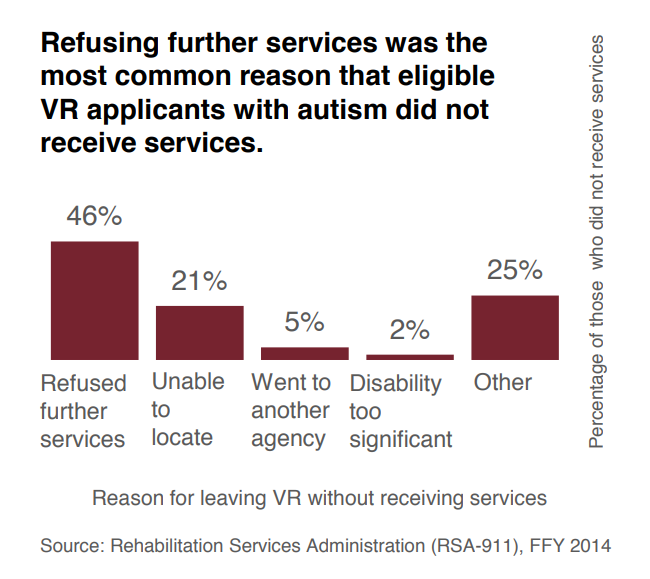 Refusing further services was the
most common reason that eligible
VR applicants with autism did not
receive services.
Percentage of those who did not receive services
46%
21%
5%
2%
25%
Refused
further
services
Unable
to
locate
Went to
another
agency
Disability
too
significant
Other
Reason for leaving VR without receiving services
Source: Rehabilitation Services Administration (RSA-911), FFY 2014